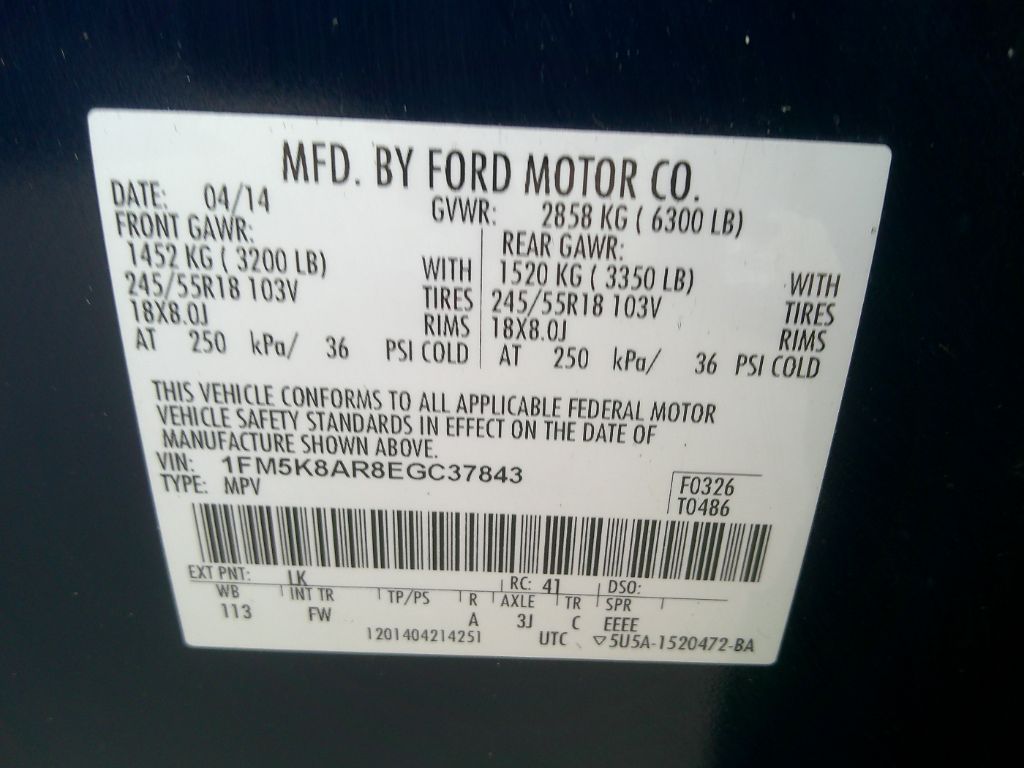 MFD. BY FORD MOTOR CO.
DATE: 04/14 GVWR: 2858 KG ( 6300 LB)
FRONT GAWR: REAR GAWR:
1452 KG ( 3200 LB) WITH 1520 KG ( 3350 LB) WITH
245/55R18 103V TIRES 245/55R18 103V TIRES
18X8.0J RIMS 18X8.0J RIMS
AT 250 kPa/ 36 PSI COLD AT 250 kPa/ 36 PSI COLD
THIS VEHICLE CONFORMS TO ALL APPLICABLE FEDERAL MOTOR
VEHICLE SAFETY STANDARDS IN EFFECT ON THE DATE OF
MANUFACTURE SHOWN ABOVE.
VIN: 1FM5K8AR8EGC37843
TYPE: MPV
F0326
T0486
EXT PNT: LK RC: 41 DSO:
WB INT TR TP/PS R AXLE TR SPR
113 FW A 3J C EEEE
1201404214251 UTC ▽5U5A-1520472-BA